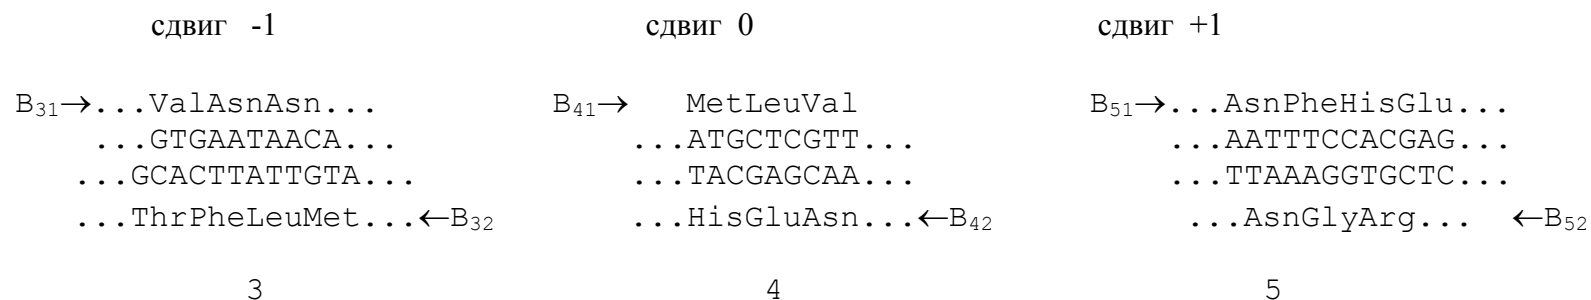 сдвиг -1 сдвиг 0 сдвиг +1
B31→...ValAsnAsn... B41→ MetLeuVal B51→...AsnPheHisGlu...
...GTGAATAACA... ...ATGCTCGTT... ...AATTTCCACGAG...
...GCACTTATTGTA... ...TACGAGCAA... ...TTAAAGGTGCTC...
...ThrPheLeuMet...←B32 ...HisGluAsn...←B42 ...AsnGlyArg... ←B52
3 4 5